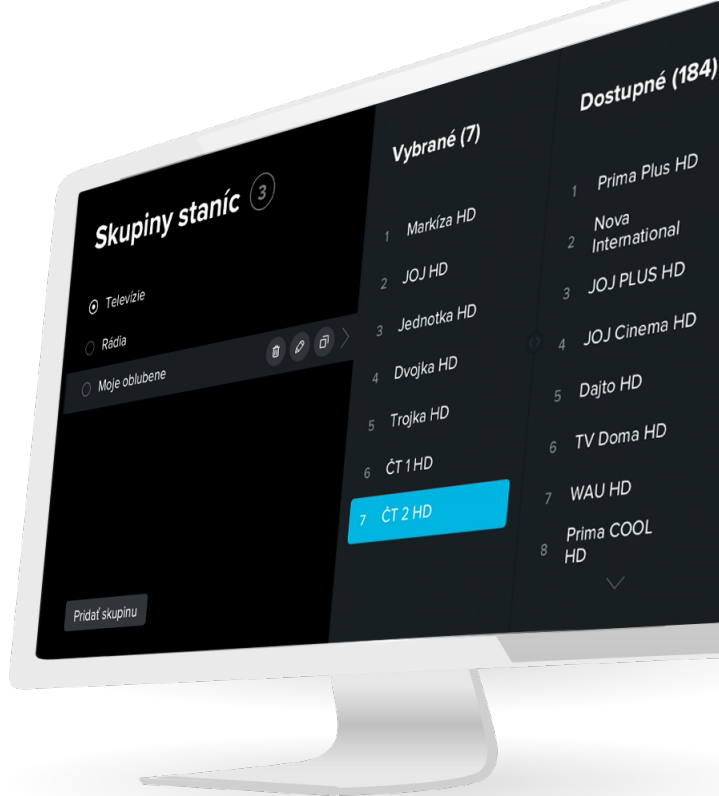 Skupiny staníc 3
Televízie
Rádia
Moje oblubene
Pridať skupinu
Vybrané (7)
1 Markíza HD
2 JOJ HD
3 Jednotka HD
4 Dvojka HD
5 Trojka HD
6 ČT 1 HD
7 ČT 2 HD
Dostupné (184)
1 Prima Plus HD
2 Nova
International
3 JOJ PLUS HD
4 JOJ Cinema HD
5 Dajto HD
6 TV Doma HD
7 WAU HD
8 Prima COOL
HD